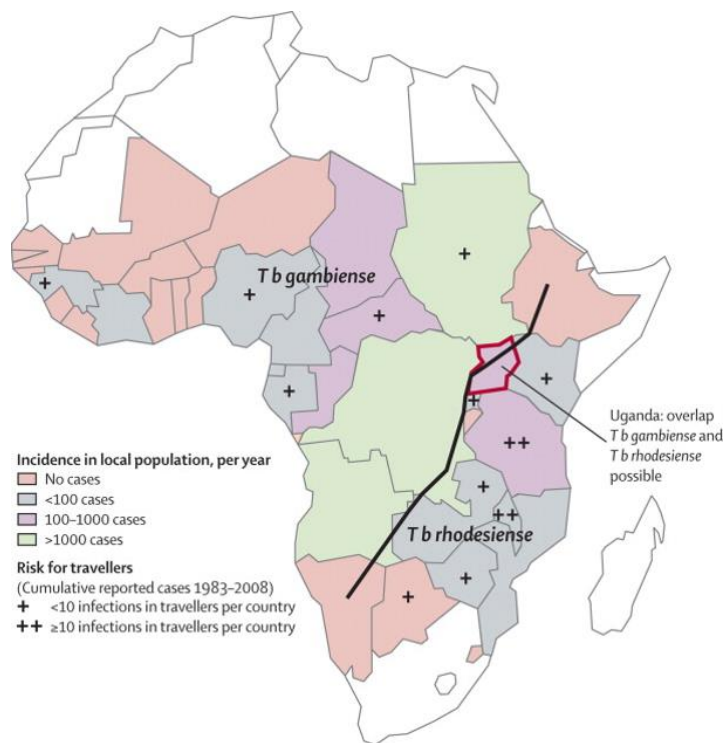 +
T b gambiense
+
+
+
+
+
+
Uganda: overlap
T b gambiense and
T b rhodesiense
possible
++
+
++
T b rhodesiense
+
+
Incidence in local population, per year
No cases
<100 cases
100–1000 cases
>1000 cases
Risk for travellers
(Cumulative reported cases 1983–2008)
+ <10 infections in travellers per country
++ ≥10 infections in travellers per country